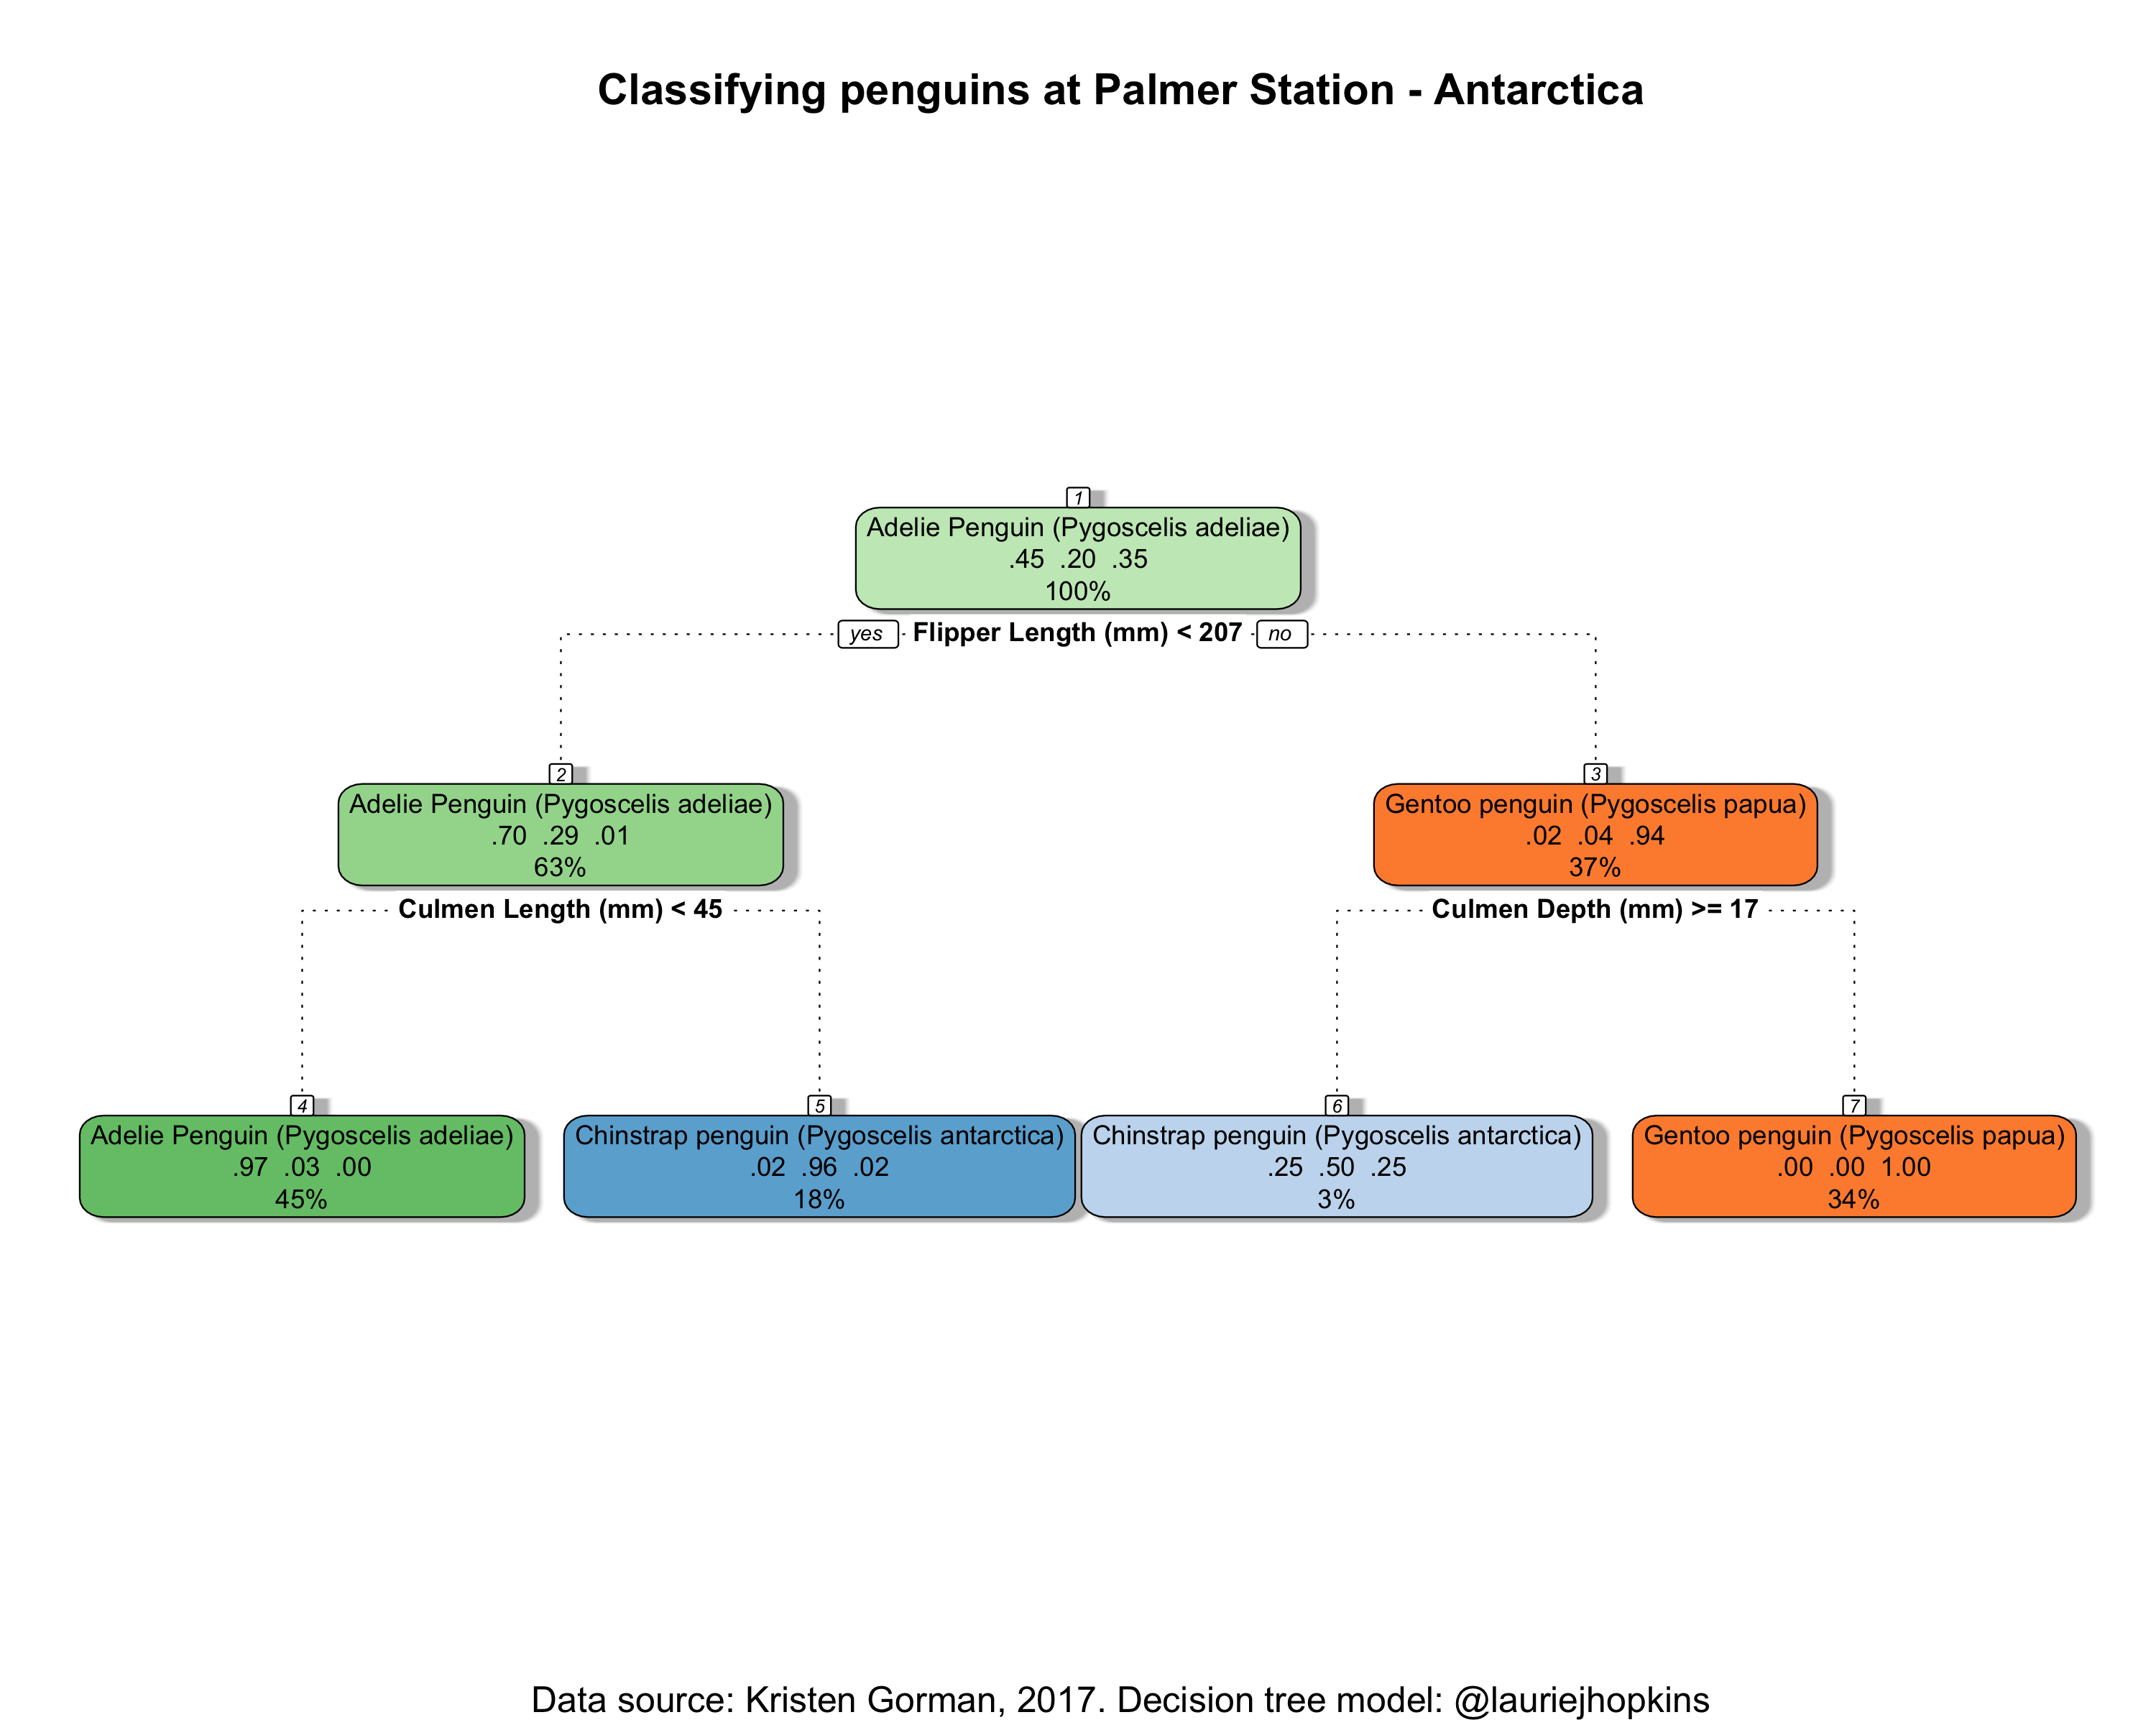 Classifying penguins at Palmer Station - Antarctica
1
Adelie Penguin (Pygoscelis adeliae)
.45 .20 .35
100%
yes Flipper Length (mm) < 207 no
2
Adelie Penguin (Pygoscelis adeliae)
.70 .29 .01
63%
3
Gentoo penguin (Pygoscelis papua)
.02 .04 .94
37%
Culmen Length (mm) < 45
Culmen Depth (mm) >= 17
4
Adelie Penguin (Pygoscelis adeliae)
.97 .03 .00
45%
5
Chinstrap penguin (Pygoscelis antarctica)
.02 .96 .02
18%
6
Chinstrap penguin (Pygoscelis antarctica)
.25 .50 .25
3%
7
Gentoo penguin (Pygoscelis papua)
.00 .00 1.00
34%
Data source: Kristen Gorman, 2017. Decision tree model: @lauriejhopkins